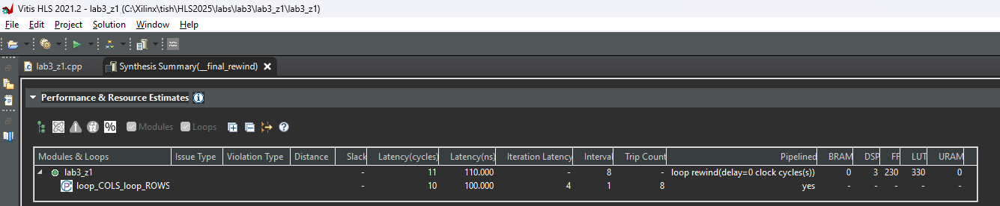 Vitis HLS 2021.2 - lab3_z1 (C:\Xilinx\tish\HLS2025\labs\lab3\lab3_z1\lab3_z1)
File Edit Project Solution Window Help
lab3_z1.cpp Synthesis Summary(__final_rewind)
Performance & Resource Estimates
% Modules Loops
Modules & Loops Issue Type Violation Type Distance Slack Latency(cycles) Latency(ns) Iteration Latency Interval Trip Count Pipelined BRAM DSP FF LUT URAM
lab3_z1 - 11 110.000 - 8 - loop rewind(delay=0 clock cycles(s)) 0 3 230 330 0
loop_COLS_loop_ROWS - 10 100.000 4 1 8 yes - - - - -